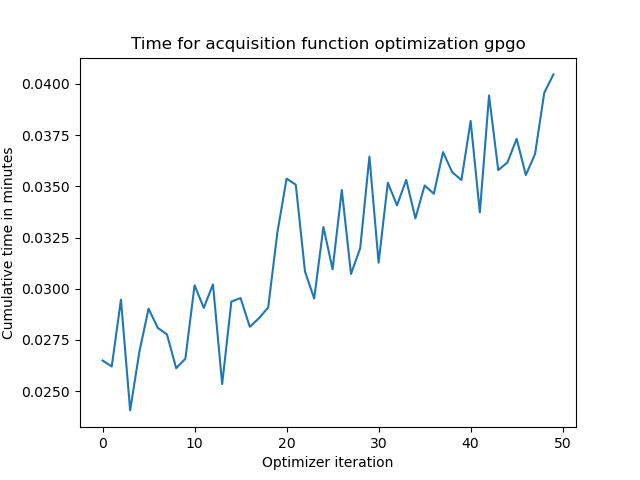 Time for acquisition function optimization gpgo
Cumulative time in minutes
0.0400
0.0375
0.0350
0.0325
0.0300
0.0275
0.0250
0 10 20 30 40 50
Optimizer iteration